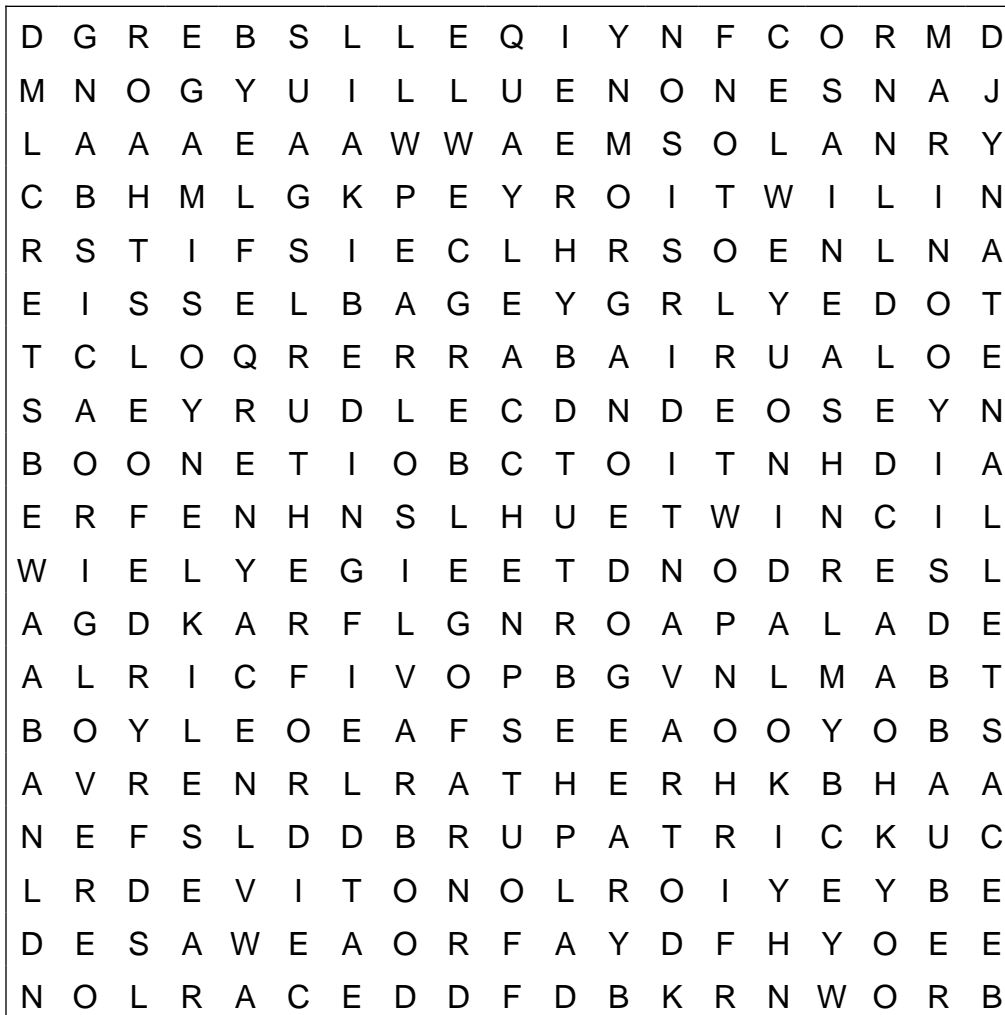 D G R E B S L L E Q I Y N F C O R M D
M N O G Y U I L L U E N O N E S N A J
L A A A E A A W W A E M S O L A N R Y
C B H M L G K P E Y R O I T W I L I N
R S T I F S I E C L H R S O E N L N A
E I S S E L B A G E Y G R L Y E D O T
T C L O Q R E R R A B A I R U A L O E
S A E Y R U D L E C D N D E O S E Y N
B O O N E T I O B C T O I T N H D I A
E R F E N H N S L H U E T W I N C I L
W I E L Y E G I E E T D N O D R E S L
A G D K A R F L G N R O A P A L A D E
A L R I C F I V O P B G V N L M A B T
B O Y L E O E A F S E E A O O Y O B S
A V R E N R L R A T H E R H K B H A A
N E F S L D D B R U P A T R I C K U C
L R D E V I T O N O L R O I Y E Y B E
D E S A W E A O R F A Y D F H Y O E E
N O L R A C E D D F D B K R N W O R B